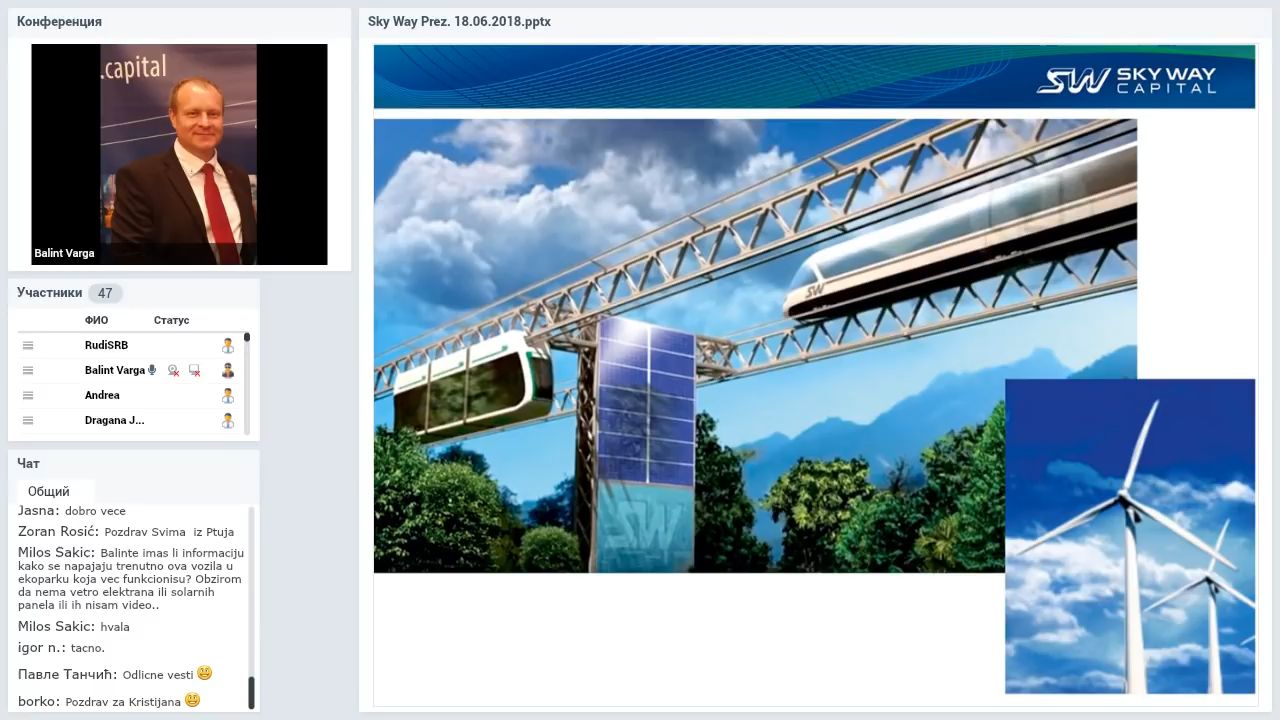 Конференция
.capital
Balint Varga
Участники 47
ФИО Статус
RudiSRB
Balint Varga
Andrea
Dragana J...
Чат
Общий
Jasna: dobro vece
Zoran Rosić: Pozdrav Svima iz Ptuja
Milos Sakic: Balinte imas li informaciju
kako se napajaju trenutno ova vozila u
ekoparku koja vec funkcionisu? Obzirom
da nema vetro elektrana ili solarnih
panela ili ih nisam video..
Milos Sakic: hvala
igor n.: tacno.
Павле Танчић: Odlicne vesti
borko: Pozdrav za Kristijana
Sky Way Prez. 18.06.2018.pptx
SW SKY WAY
CAPITAL
SW
SW